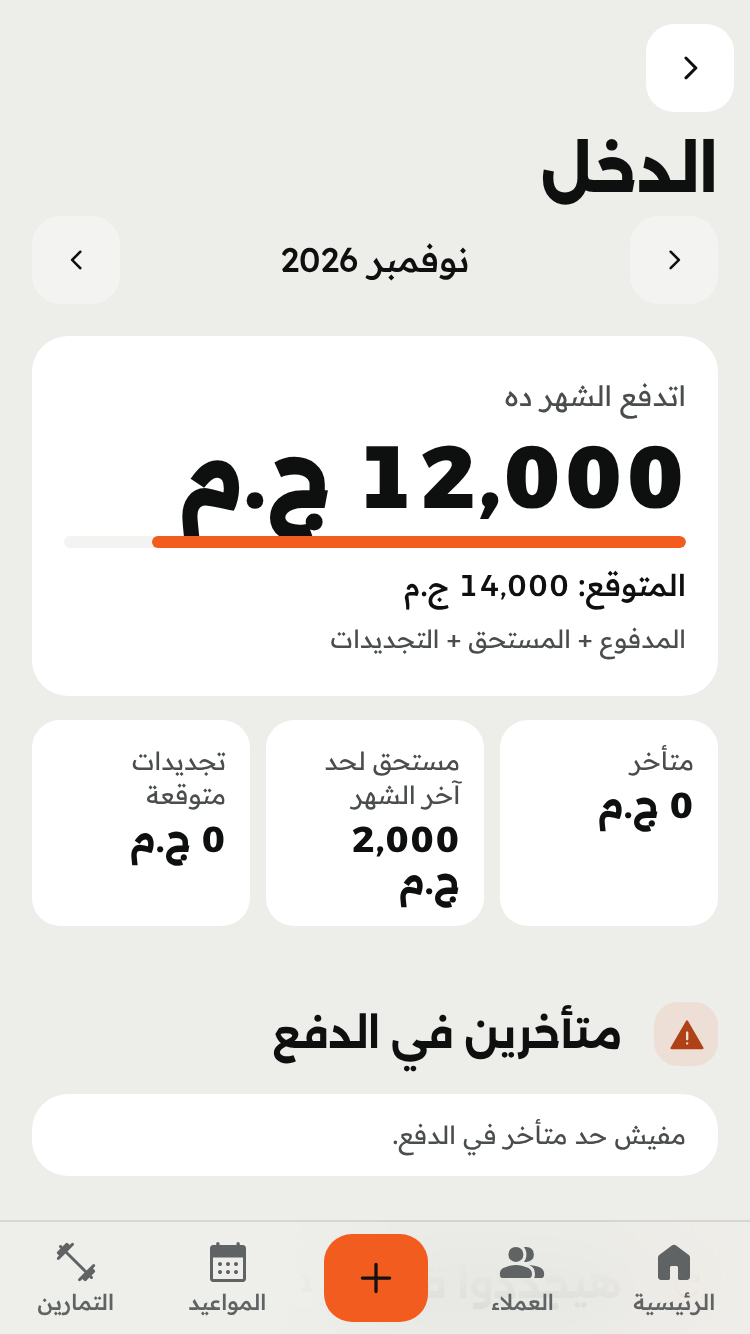 الدخل
نوفمبر 2026
اتدفع الشهر ده
12,000 ج.م
المتوقع: 14,000 ج.م
المدفوع + المستحق + التجديدات
متأخر
0 ج.م
مستحق لحد
آخر الشهر
2,000
ج.م
تجديدات
متوقعة
0 ج.م
متأخرين في الدفع
مفيش حد متأخر في الدفع.
هيجددوا
الرئيسية
العملاء
+
المواعيد
التمارين